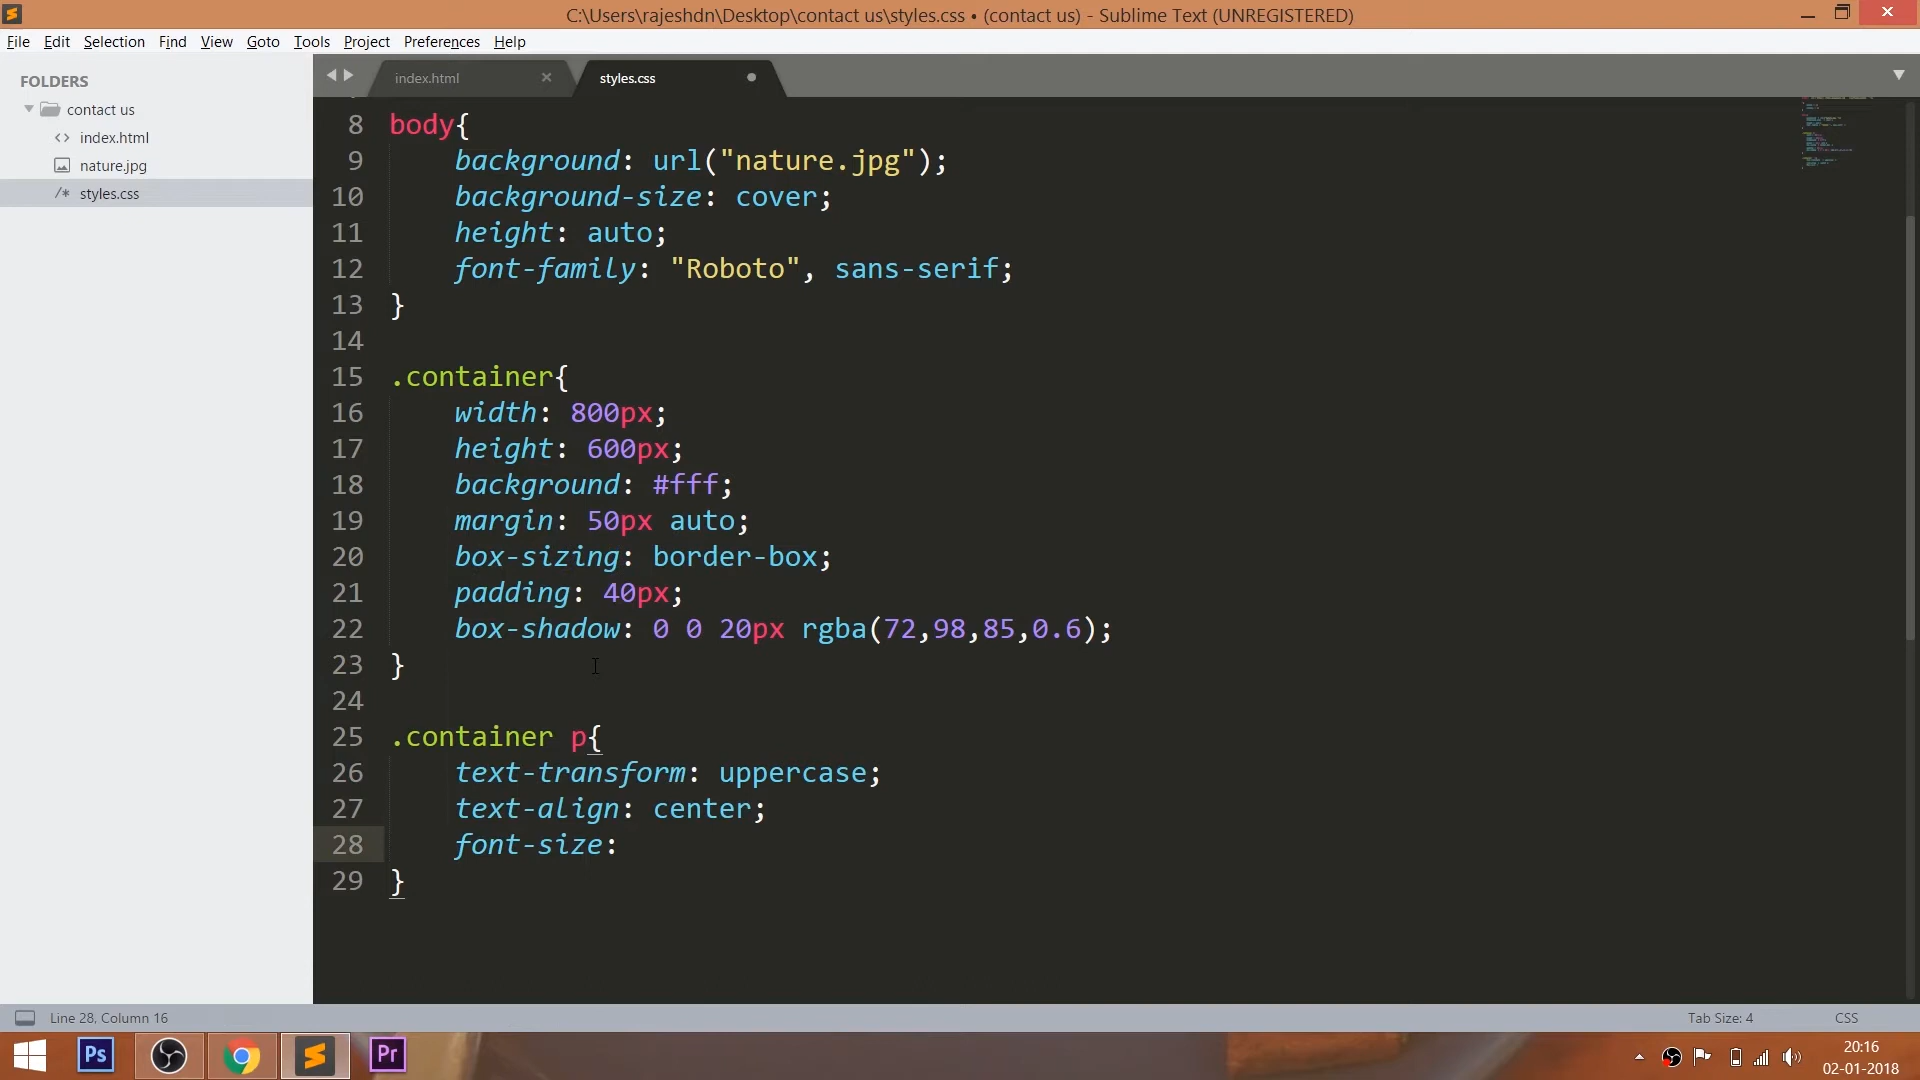 C:\Users\rajeshdn\Desktop\contact us\styles.css • (contact us) - Sublime Text (UNREGISTERED)
File Edit Selection Find View Goto Tools Project Preferences Help
FOLDERS
contact us
<> index.html
nature.jpg
/* styles.css
index.html × styles.css
8 body{
9 background: url("nature.jpg");
10 background-size: cover;
11 height: auto;
12 font-family: "Roboto", sans-serif;
13 }
14
15 .container{
16 width: 800px;
17 height: 600px;
18 background: #fff;
19 margin: 50px auto;
20 box-sizing: border-box;
21 padding: 40px;
22 box-shadow: 0 0 20px rgba(72,98,85,0.6);
23 }
24
25 .container p{
26 text-transform: uppercase;
27 text-align: center;
28 font-size:
29 }
Line 28, Column 16 Tab Size: 4 CSS
Ps Pr
20:16
02-01-2018